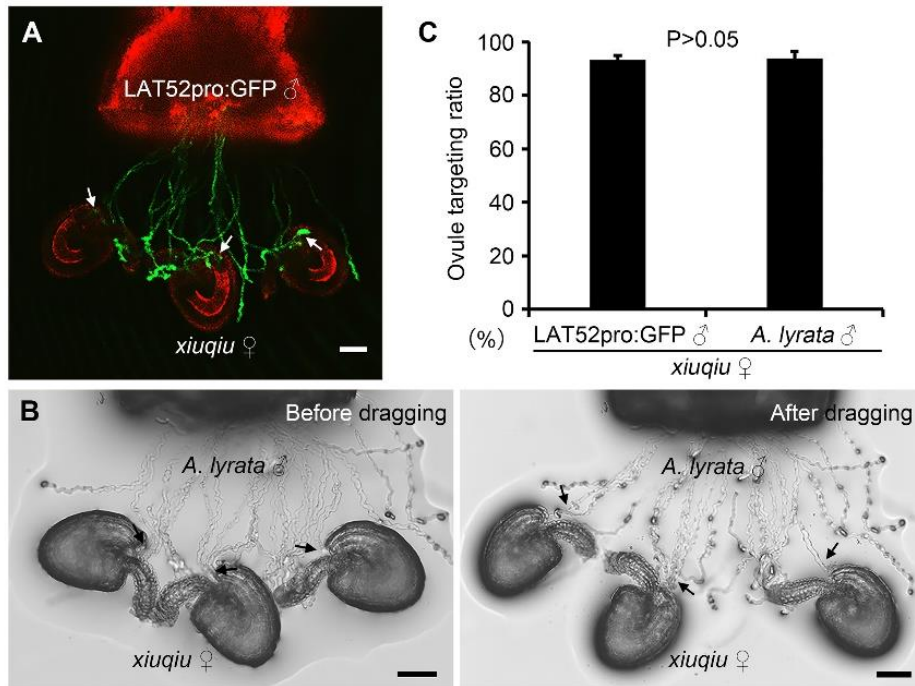 A
LAT52pro:GFP ♂
xiuqiu ♀
C
P>0.05
Ovule targeting ratio
100
80
60
40
20
0
(%)
LAT52pro:GFP ♂ A. lyrata ♂
xiuqiu ♀
B
Before dragging
A. lyrata ♂
xiuqiu ♀
After dragging
A. lyrata ♂
xiuqiu ♀